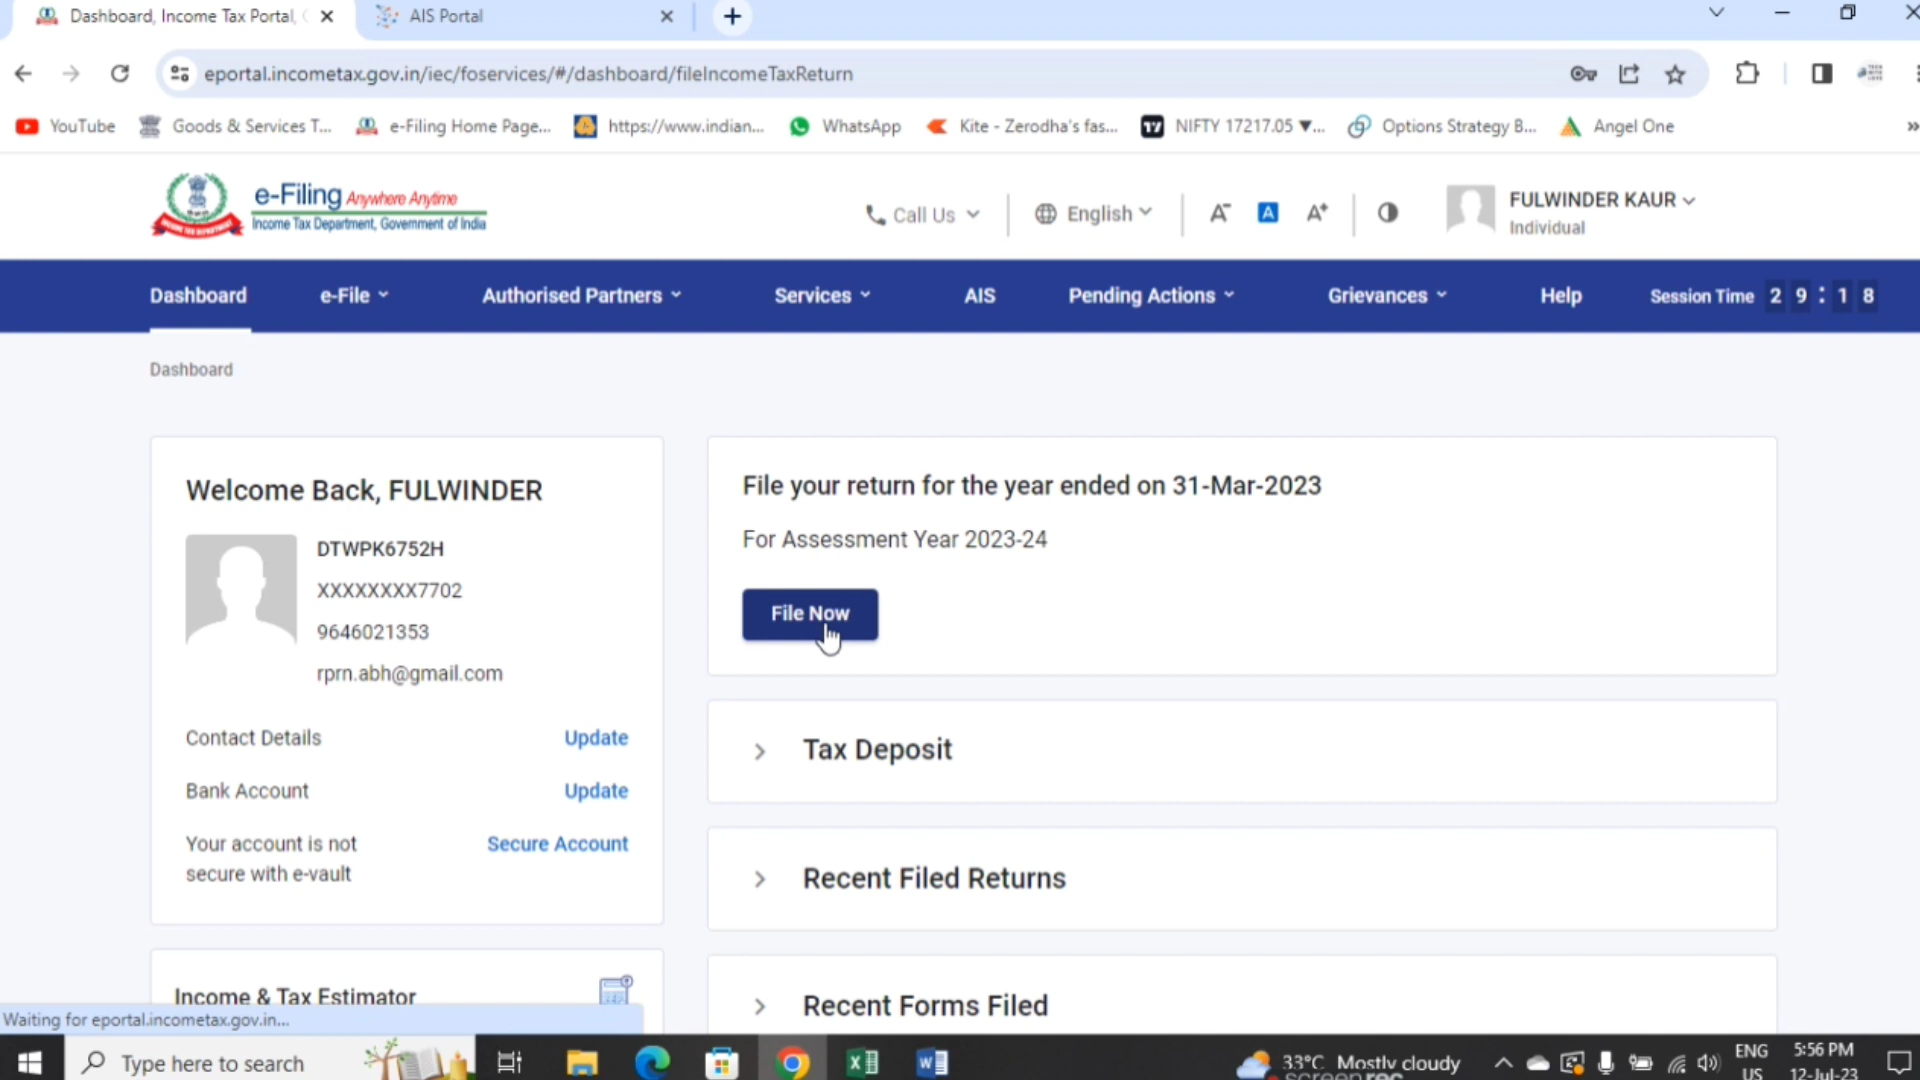 Dashboard, Income Tax Portal,
AIS Portal
eportal.incometax.gov.in/iec/foservices/#/dashboard/fileIncomeTaxReturn
YouTube
Goods & Services T...
e-Filing Home Page...
https://www.indian...
WhatsApp
Kite - Zerodha's fas...
NIFTY 17217.05 ▼...
Options Strategy B...
Angel One
»
e-Filing Anywhere Anytime
Income Tax Department, Government of India
Call Us
English
A-
A
A+
FULWINDER KAUR
Individual
Dashboard
e-File
Authorised Partners
Services
AIS
Pending Actions
Grievances
Help
Session Time 2 9 : 1 8
Dashboard
Welcome Back, FULWINDER
DTWPK6752H
XXXXXXXX7702
9646021353
rprn.abh@gmail.com
Contact Details Update
Bank Account Update
Your account is not Secure Account
secure with e-vault
Income & Tax Estimator
File your return for the year ended on 31-Mar-2023
For Assessment Year 2023-24
File Now
Tax Deposit
Recent Filed Returns
Recent Forms Filed
Waiting for eportal.incometax.gov.in...
Type here to search
33°C Mostly cloudy
screenrec
ENG
US
5:56 PM
12-Jul-23